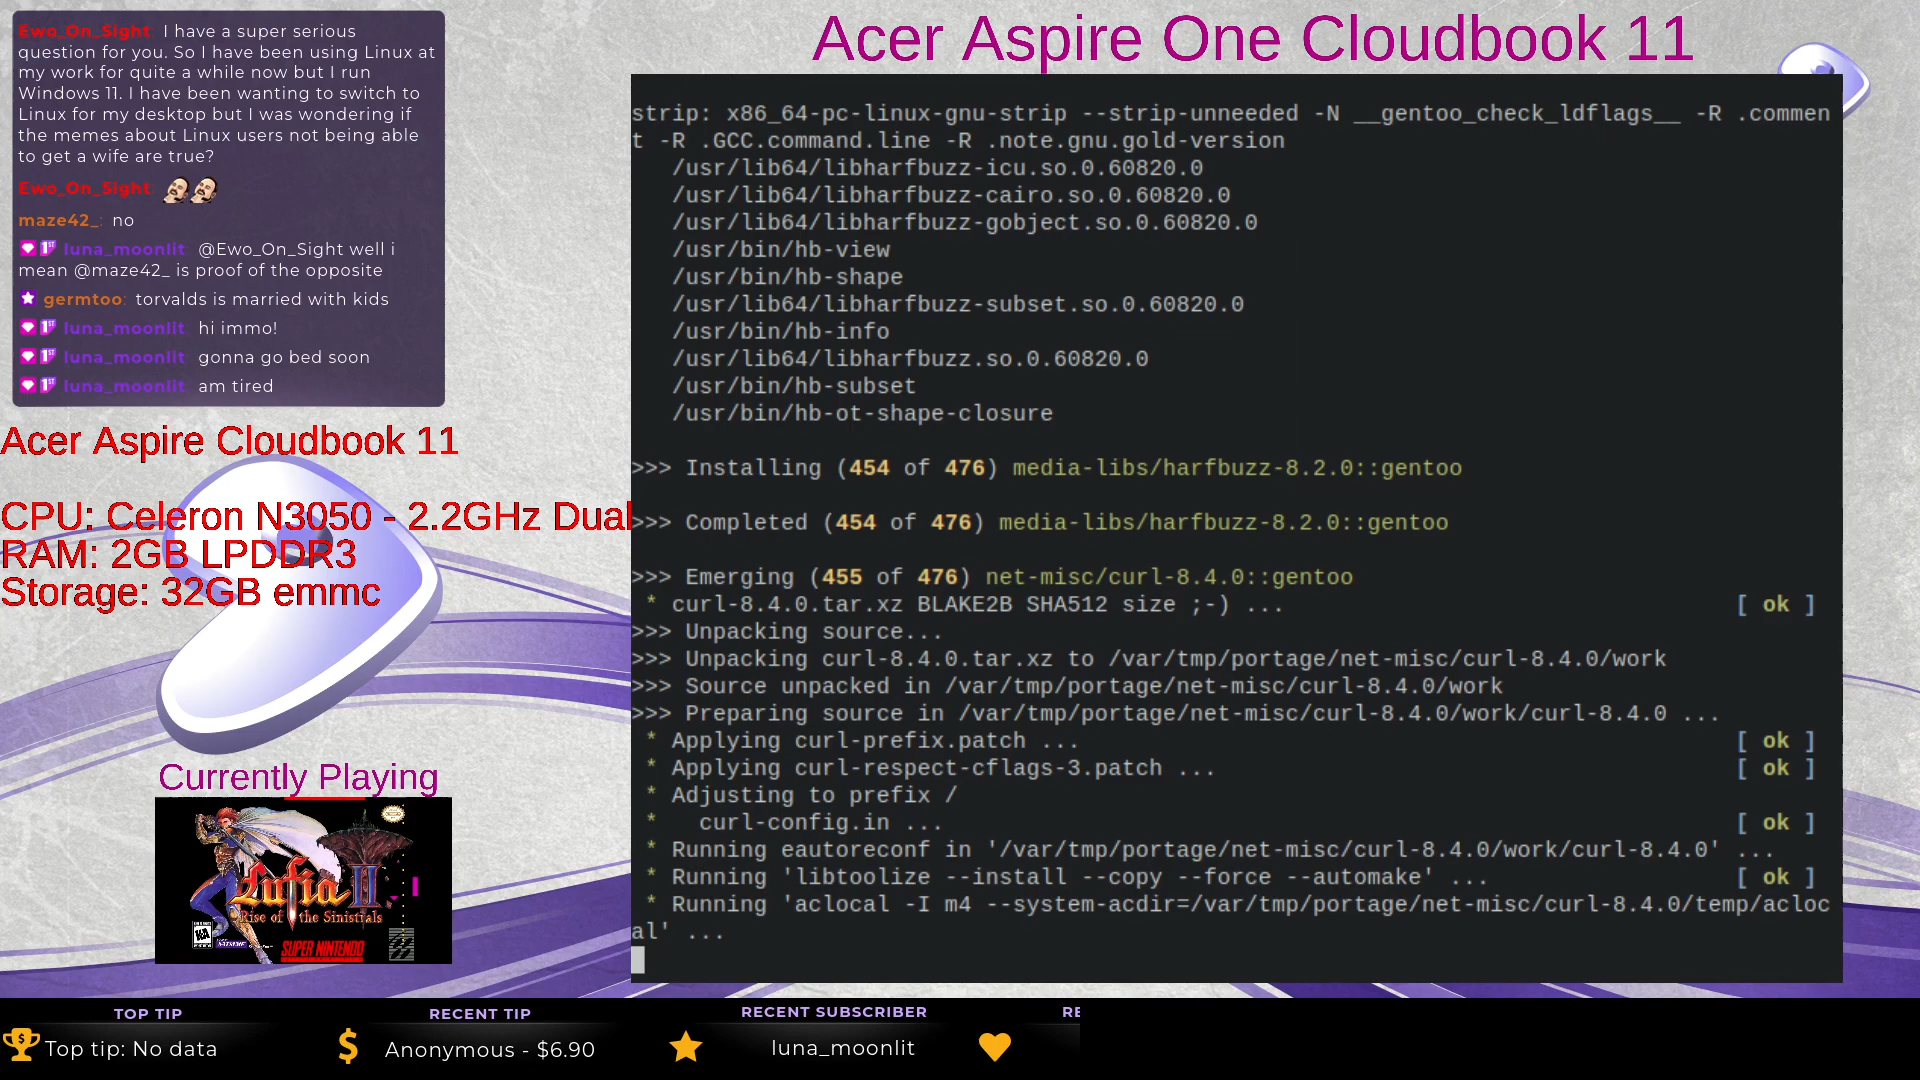 Ewo_On_Sight: I have a super serious
question for you. So I have been using Linux at
my work for quite a while now but I run
Windows 11. I have been wanting to switch to
Linux for my desktop but I was wondering if
the memes about Linux users not being able
to get a wife are true?
Ewo_On_Sight:
maze42_: no
1ST luna_moonlit: @Ewo_On_Sight well i
mean @maze42_ is proof of the opposite
germtoo: torvalds is married with kids
1ST luna_moonlit: hi immo!
1ST luna_moonlit: gonna go bed soon
1ST luna_moonlit: am tired
Acer Aspire Cloudbook 11
CPU: Celeron N3050 - 2.2GHz Dual
RAM: 2GB LPDDR3
Storage: 32GB emmc
Currently Playing
Lufia II
Rise of the Sinistrals
K-A
SUPER NINTENDO
Acer Aspire One Cloudbook 11
strip: x86_64-pc-linux-gnu-strip --strip-unneeded -N __gentoo_check_ldflags__ -R .commen
t -R .GCC.command.line -R .note.gnu.gold-version
/usr/lib64/libharfbuzz-icu.so.0.60820.0
/usr/lib64/libharfbuzz-cairo.so.0.60820.0
/usr/lib64/libharfbuzz-gobject.so.0.60820.0
/usr/bin/hb-view
/usr/bin/hb-shape
/usr/lib64/libharfbuzz-subset.so.0.60820.0
/usr/bin/hb-info
/usr/lib64/libharfbuzz.so.0.60820.0
/usr/bin/hb-subset
/usr/bin/hb-ot-shape-closure
>>> Installing (454 of 476) media-libs/harfbuzz-8.2.0::gentoo
>>> Completed (454 of 476) media-libs/harfbuzz-8.2.0::gentoo
>>> Emerging (455 of 476) net-misc/curl-8.4.0::gentoo
* curl-8.4.0.tar.xz BLAKE2B SHA512 size ;-) ... [ ok ]
>>> Unpacking source...
>>> Unpacking curl-8.4.0.tar.xz to /var/tmp/portage/net-misc/curl-8.4.0/work
>>> Source unpacked in /var/tmp/portage/net-misc/curl-8.4.0/work
>>> Preparing source in /var/tmp/portage/net-misc/curl-8.4.0/work/curl-8.4.0 ...
* Applying curl-prefix.patch ... [ ok ]
* Applying curl-respect-cflags-3.patch ... [ ok ]
* Adjusting to prefix /
* curl-config.in ... [ ok ]
* Running eautoreconf in '/var/tmp/portage/net-misc/curl-8.4.0/work/curl-8.4.0' ...
* Running 'libtoolize --install --copy --force --automake' ... [ ok ]
* Running 'aclocal -I m4 --system-acdir=/var/tmp/portage/net-misc/curl-8.4.0/temp/acloc
al' ...
TOP TIP
Top tip: No data
RECENT TIP
Anonymous - $6.90
RECENT SUBSCRIBER
luna_moonlit
RE